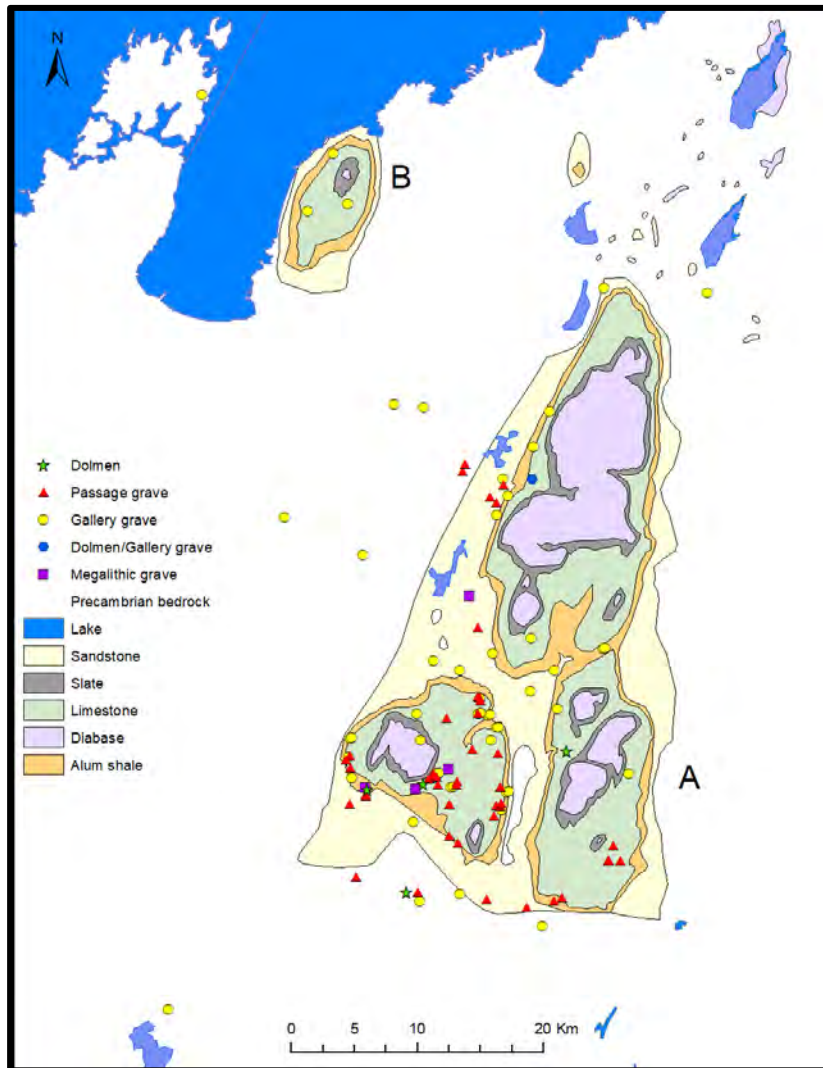 N
B
Dolmen
Passage grave
Gallery grave
Dolmen/Gallery grave
Megalithic grave
Precambrian bedrock
Lake
Sandstone
Slate
Limestone
Diabase
Alum shale
A
0 5 10 20 Km